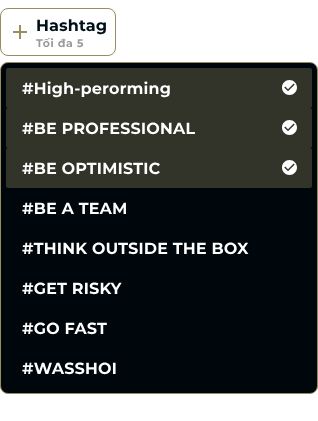 Hashtag
Tối đa 5
#High-perorming
#BE PROFESSIONAL
#BE OPTIMISTIC
#BE A TEAM
#THINK OUTSIDE THE BOX
#GET RISKY
#GO FAST
#WASSHOI